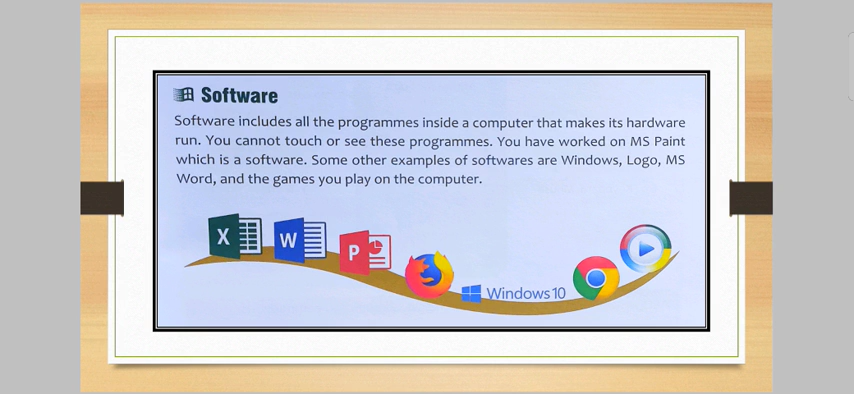 Software
Software includes all the programmes inside a computer that makes its hardware
run. You cannot touch or see these programmes. You have worked on MS Paint
which is a software. Some other examples of softwares are Windows, Logo, MS
Word, and the games you play on the computer.
X
W
P
Windows 10